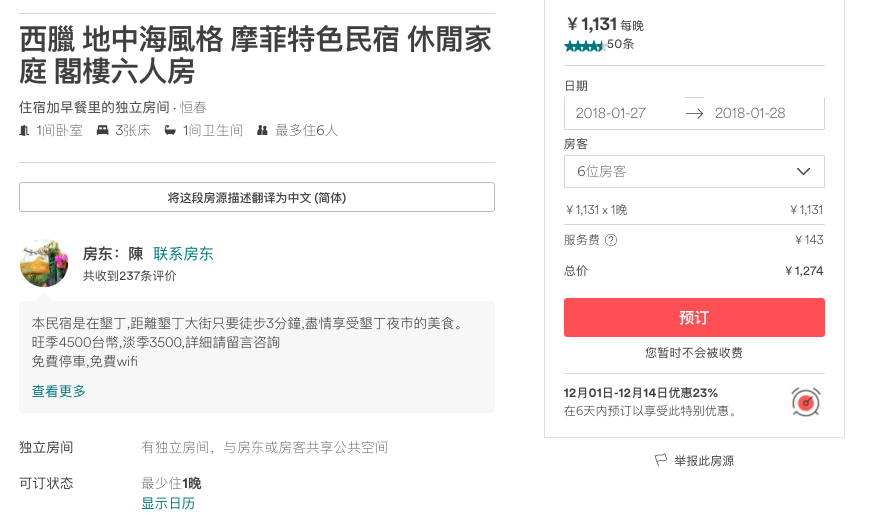 西臘 地中海風格 摩菲特色民宿 休閒家
庭 閣樓六人房
住宿加早餐里的独立房间 · 恒春
1间卧室 3张床 1间卫生间 最多住6人
将这段房源描述翻译为中文 (简体)
房东：陳 联系房东
共收到237条评价
本民宿是在墾丁,距離墾丁大街只要徒步3分鐘,盡情享受墾丁夜市的美食。
旺季4500台幣,淡季3500,詳細請留言咨詢
免費停車,免費wifi
查看更多
独立房间 有独立房间，与房东或房客共享公共空间
可订状态 最少住1晚
显示日历
￥1,131 每晚
50条
日期
2018-01-27 → 2018-01-28
房客
6位房客
￥1,131 x 1晚 ￥1,131
服务费 ? ￥143
总价 ￥1,274
预订
您暂时不会被收费
12月01日-12月14日优惠23%
在6天内预订以享受此特别优惠。
举报此房源